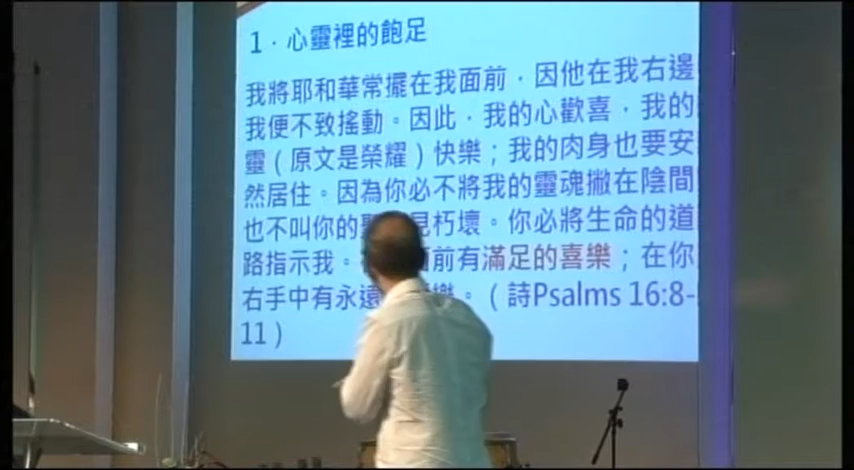 1．心靈裡的飽足
我將耶和華常擺在我面前．因他在我右邊
我便不致搖動。因此．我的心歡喜．我的
靈（原文是榮耀）快樂；我的肉身也要安
然居住。因為你必不將我的靈魂撇在陰間
也不叫你的 見朽壞。你必將生命的道
路指示我。 前有滿足的喜樂；在你
右手中有永遠 樂。（詩Psalms 16:8-
11）